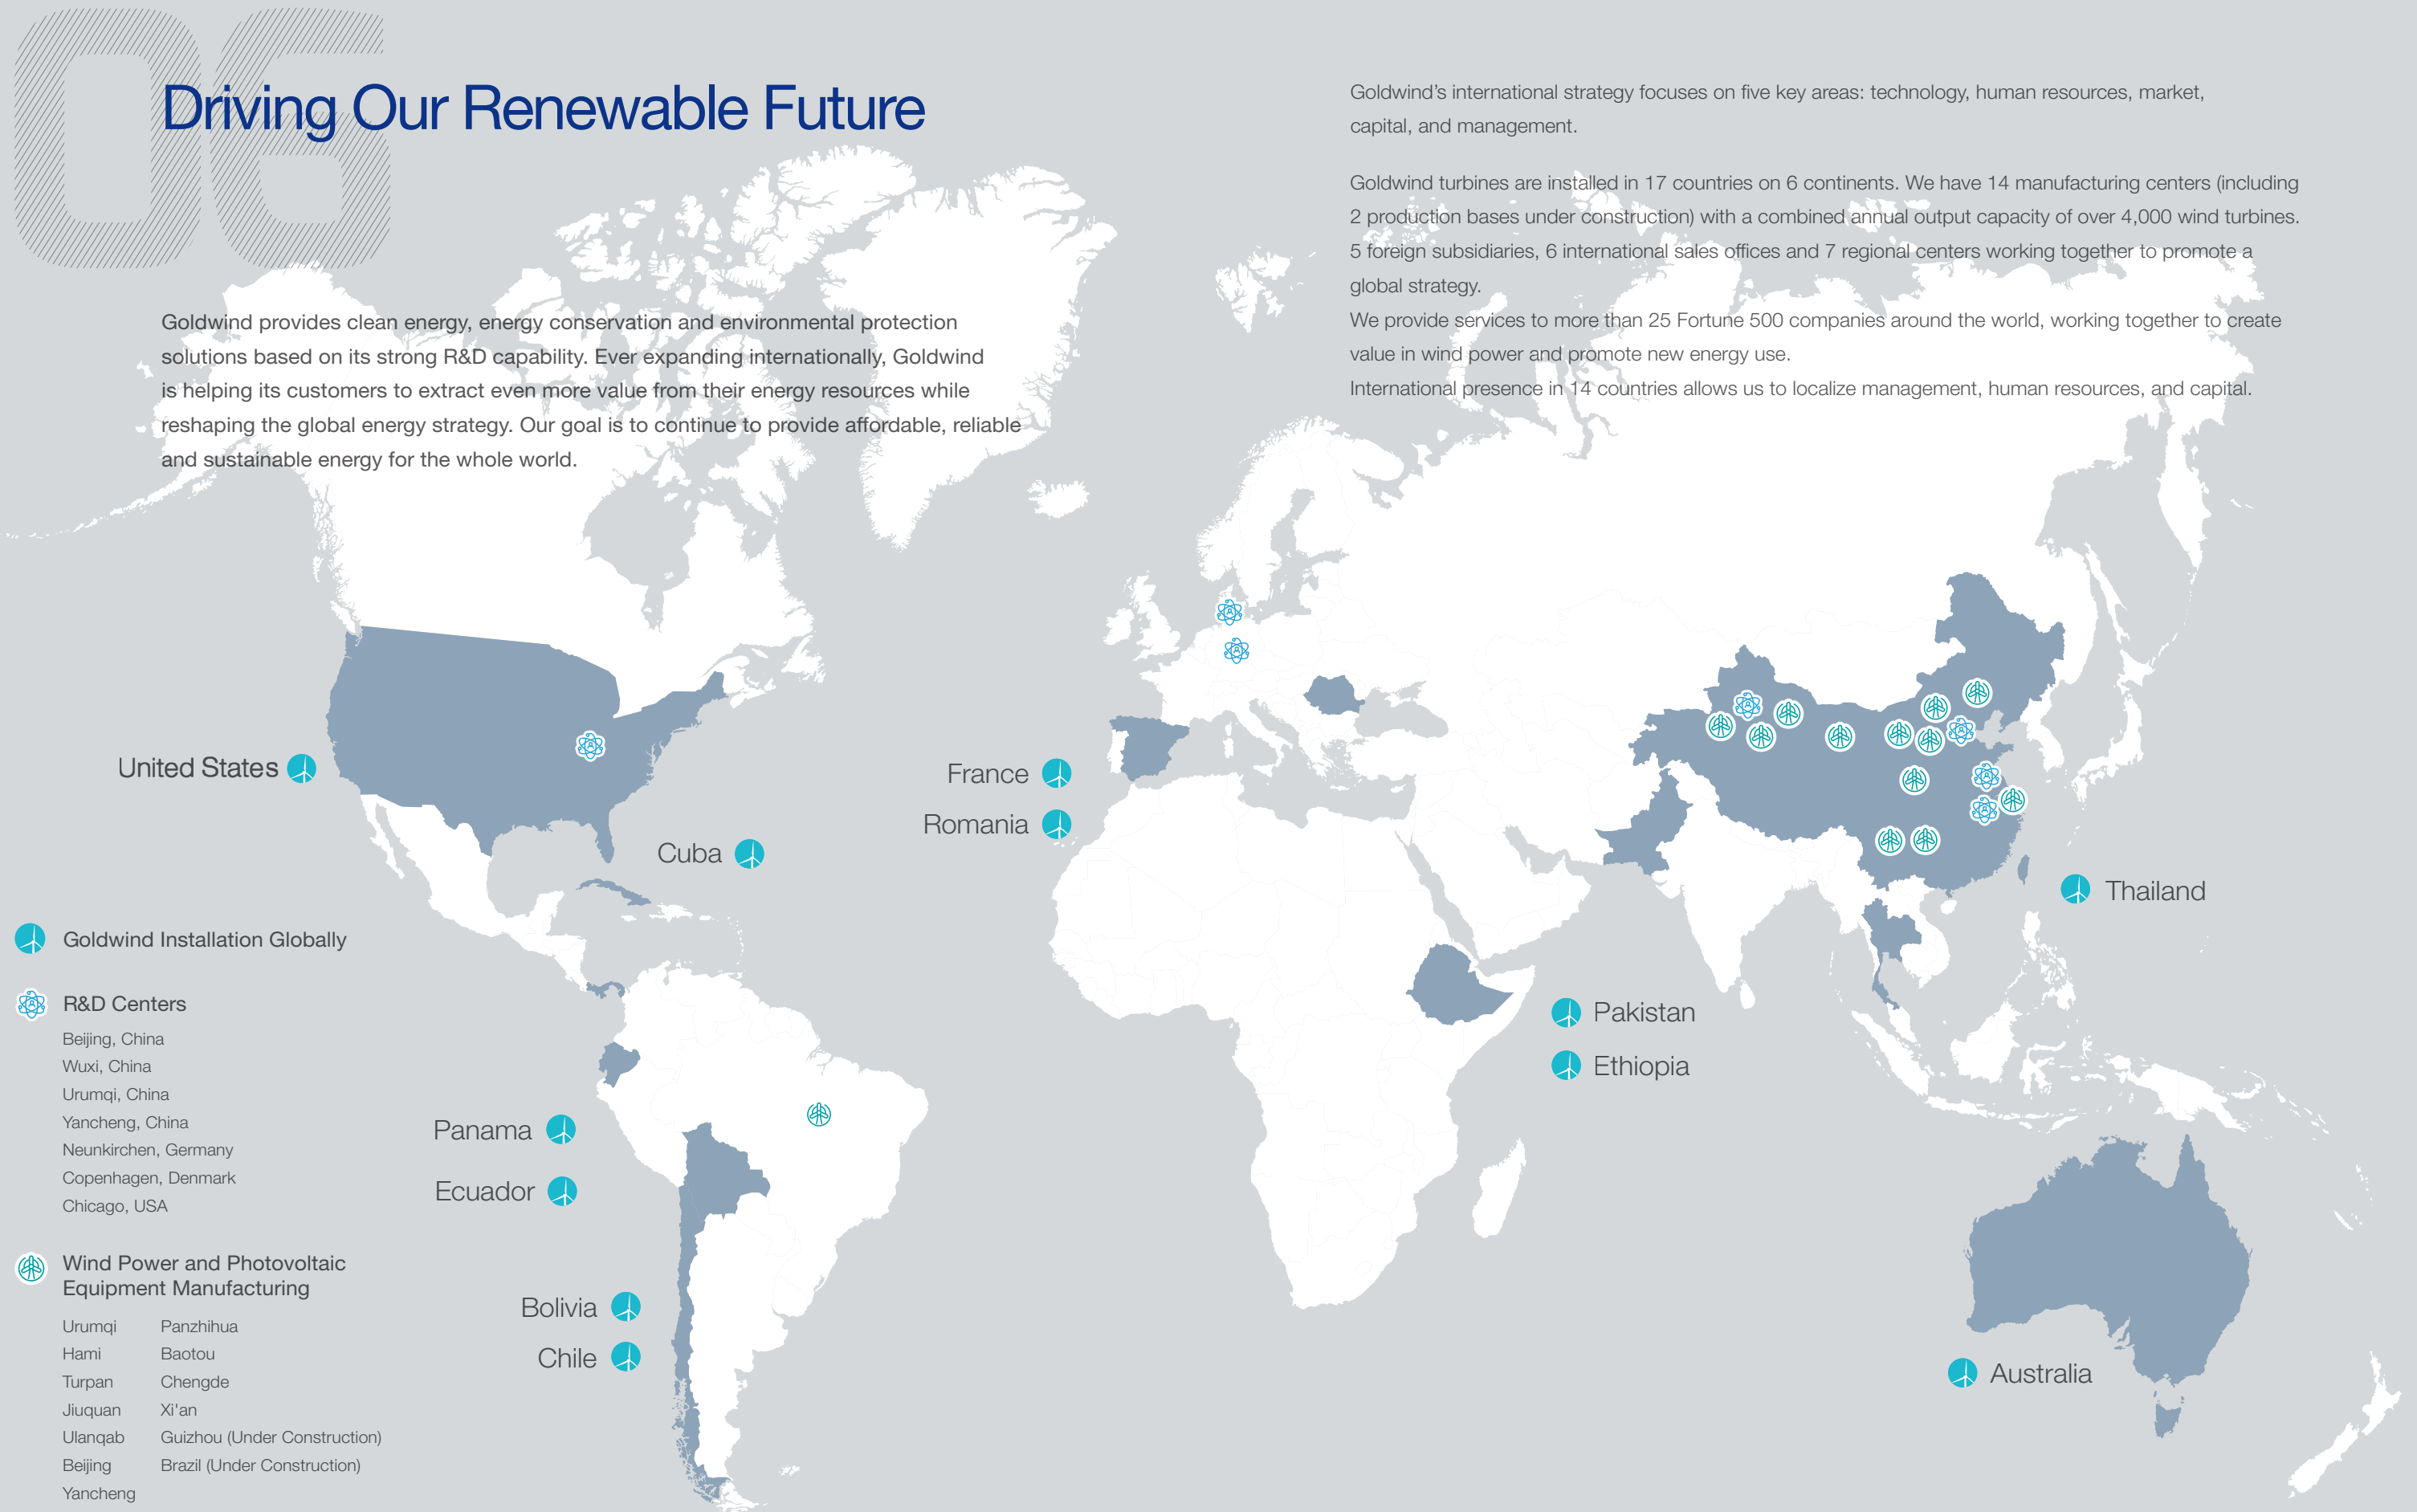 06
Driving Our Renewable Future
Goldwind provides clean energy, energy conservation and environmental protection
solutions based on its strong R&D capability. Ever expanding internationally, Goldwind
is helping its customers to extract even more value from their energy resources while
reshaping the global energy strategy. Our goal is to continue to provide affordable, reliable
and sustainable energy for the whole world.
Goldwind’s international strategy focuses on five key areas: technology, human resources, market,
capital, and management.
Goldwind turbines are installed in 17 countries on 6 continents. We have 14 manufacturing centers (including
2 production bases under construction) with a combined annual output capacity of over 4,000 wind turbines.
5 foreign subsidiaries, 6 international sales offices and 7 regional centers working together to promote a
global strategy.
We provide services to more than 25 Fortune 500 companies around the world, working together to create
value in wind power and promote new energy use.
International presence in 14 countries allows us to localize management, human resources, and capital.
United States
Cuba
France
Romania
Thailand
Pakistan
Ethiopia
Panama
Ecuador
Bolivia
Chile
Australia
Goldwind Installation Globally
R&D Centers
Beijing, China
Wuxi, China
Urumqi, China
Yancheng, China
Neunkirchen, Germany
Copenhagen, Denmark
Chicago, USA
Wind Power and Photovoltaic
Equipment Manufacturing
Urumqi
Hami
Turpan
Jiuquan
Ulanqab
Beijing
Yancheng
Panzhihua
Baotou
Chengde
Xi'an
Guizhou (Under Construction)
Brazil (Under Construction)